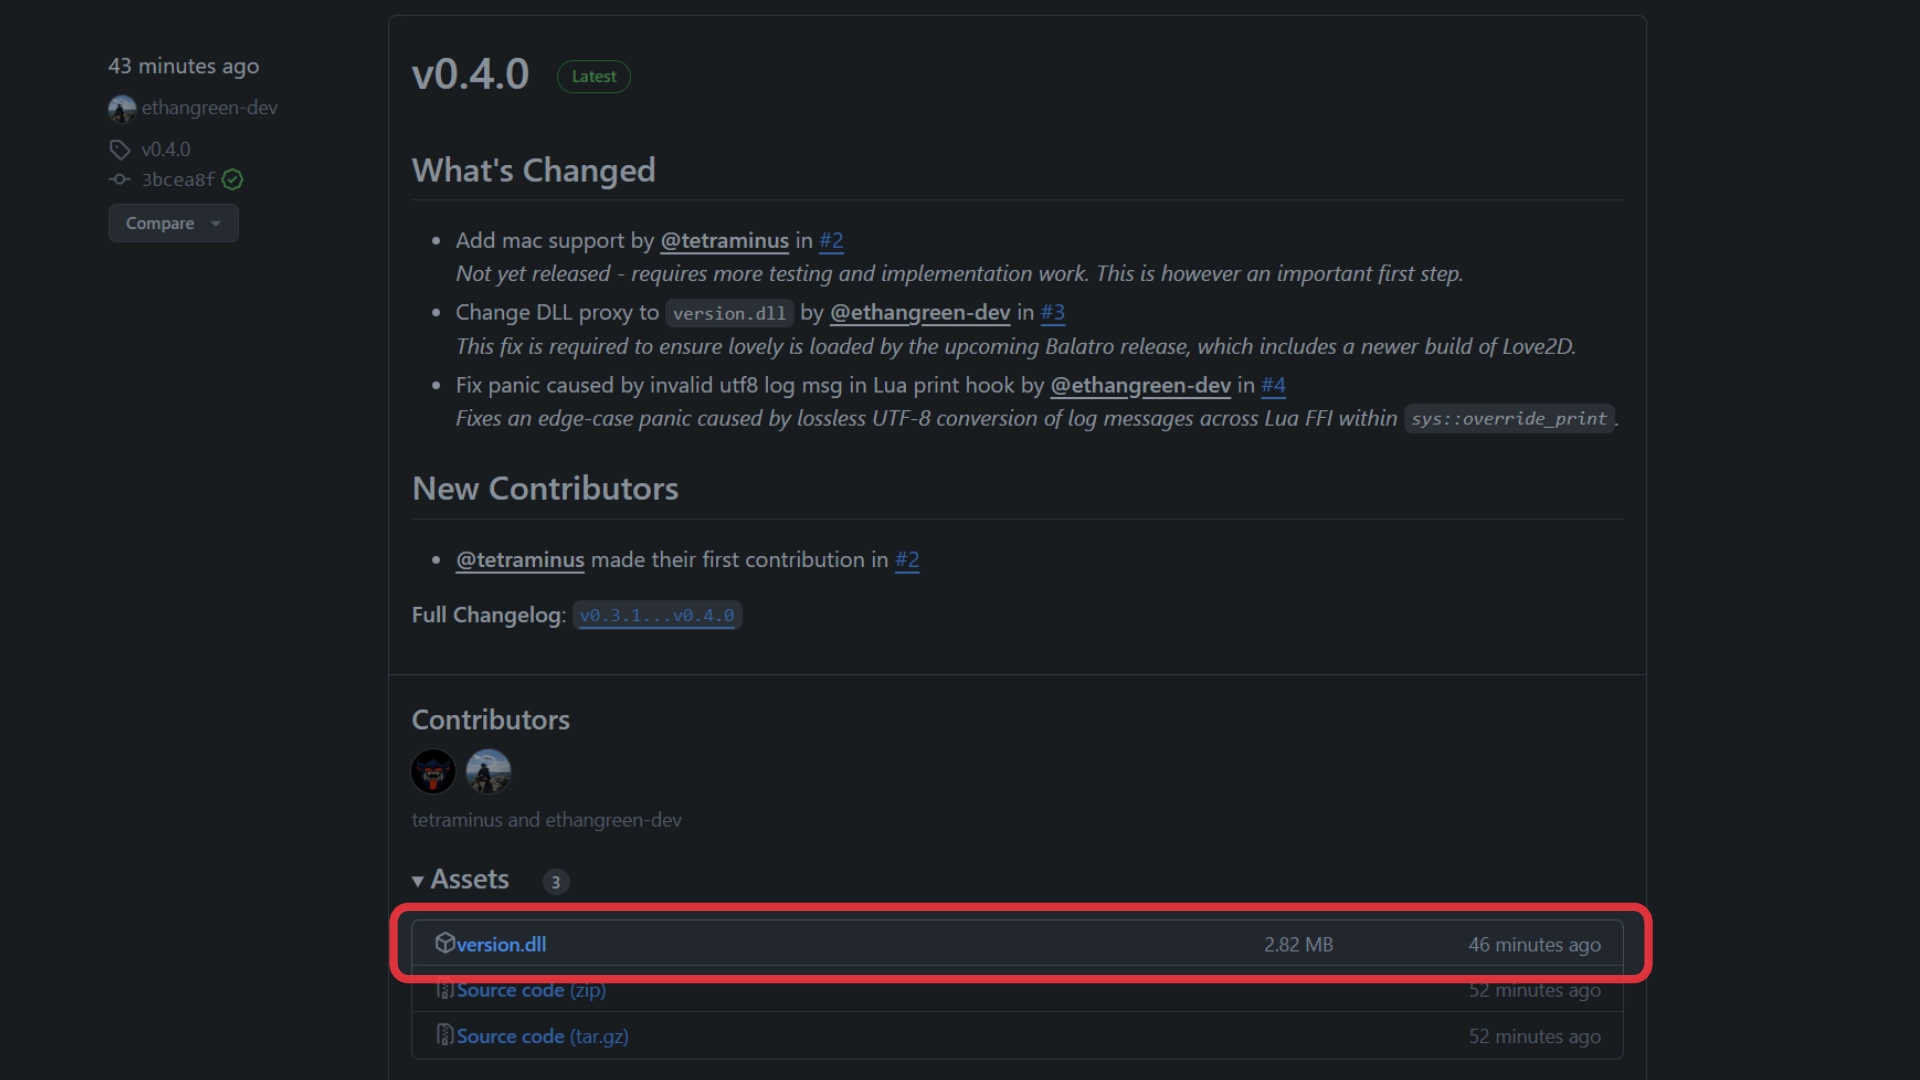 43 minutes ago
ethangreen-dev
v0.4.0
3bcea8f
Compare
v0.4.0 Latest
What's Changed
Add mac support by @tetraminus in #2
Not yet released - requires more testing and implementation work. This is however an important first step.
Change DLL proxy to version.dll by @ethangreen-dev in #3
This fix is required to ensure lovely is loaded by the upcoming Balatro release, which includes a newer build of Love2D.
Fix panic caused by invalid utf8 log msg in Lua print hook by @ethangreen-dev in #4
Fixes an edge-case panic caused by lossless UTF-8 conversion of log messages across Lua FFI within sys::override_print.
New Contributors
@tetraminus made their first contribution in #2
Full Changelog: v0.3.1...v0.4.0
Contributors
tetraminus and ethangreen-dev
Assets 3
version.dll 2.82 MB 46 minutes ago
Source code (zip) 52 minutes ago
Source code (tar.gz) 52 minutes ago